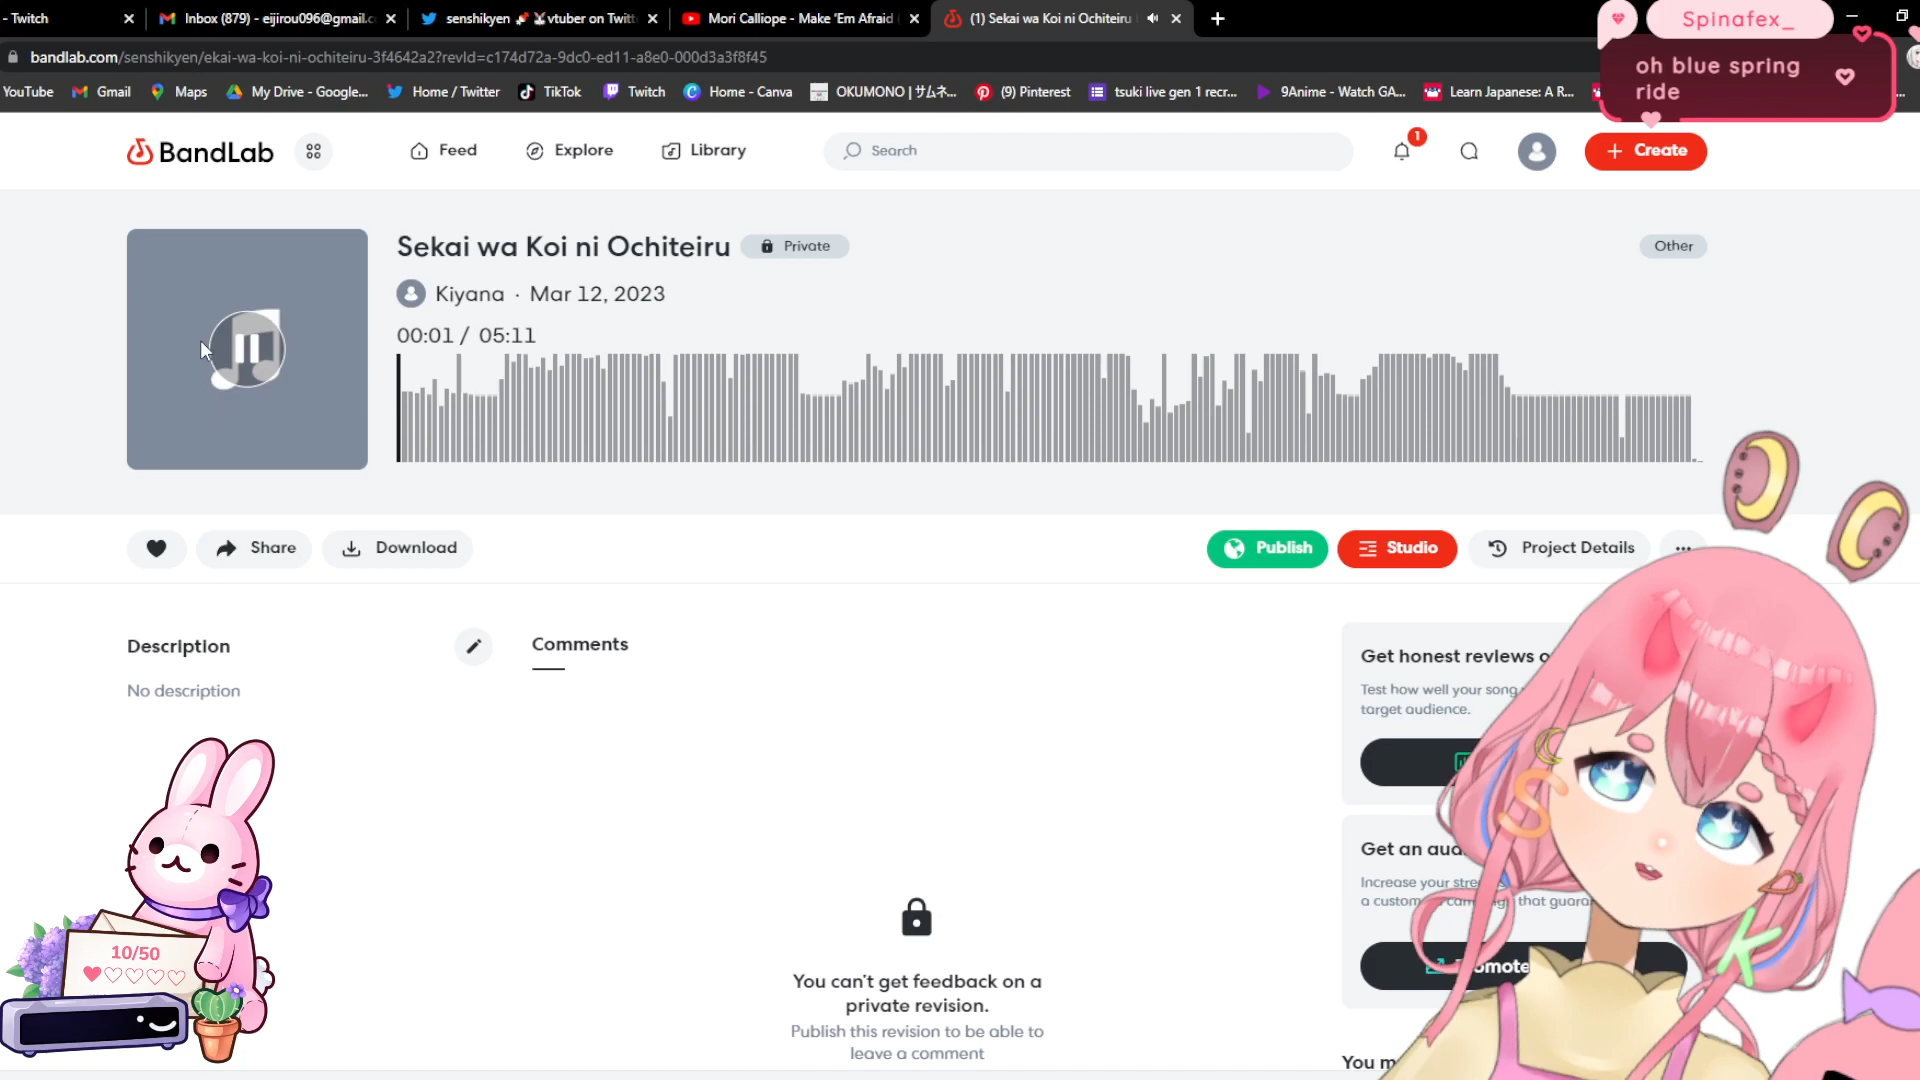 - Twitch
Inbox (879) - eijirou096@gmail.c
senshikyen 🚀🐰vtuber on Twit
Mori Calliope - Make 'Em Afraid
(1) Sekai wa Koi ni Ochiteiru
Spinafex_
oh blue spring
ride
bandlab.com/senshikyen/ekai-wa-koi-ni-ochiteiru-3f4642a2?revId=c174d72a-9dc0-ed11-a8e0-000d3a3f8f45
YouTube
Gmail
Maps
My Drive - Google...
Home / Twitter
TikTok
Twitch
Home - Canva
OKUMONO | サムネ...
(9) Pinterest
tsuki live gen 1 recr...
9Anime - Watch GA...
Learn Japanese: A R...
BandLab
Feed
Explore
Library
Search
1
+ Create
Sekai wa Koi ni Ochiteiru
Private
Other
Kiyana · Mar 12, 2023
00:01 / 05:11
Share
Download
Publish
Studio
Project Details
...
Description
Comments
No description
Get honest reviews o
Test how well your song
target audience.
Get an aud
Increase your stre
a custom
that guara
Promote
You can't get feedback on a
private revision.
Publish this revision to be able to
leave a comment
You m
10/50
S
K